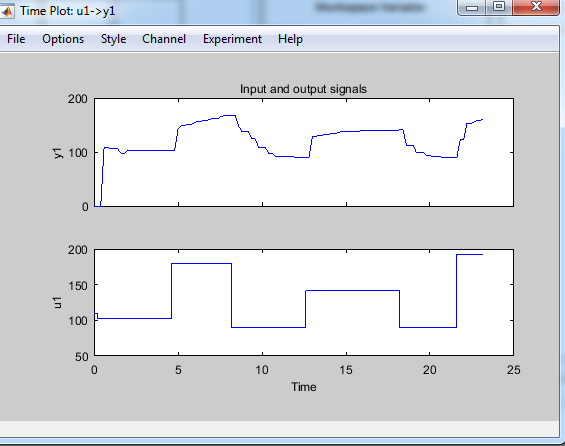 Time Plot: u1->y1
File Options Style Channel Experiment Help
Input and output signals
200
100
0
y1
200
150
100
50
u1
0 5 10 15 20 25
Time